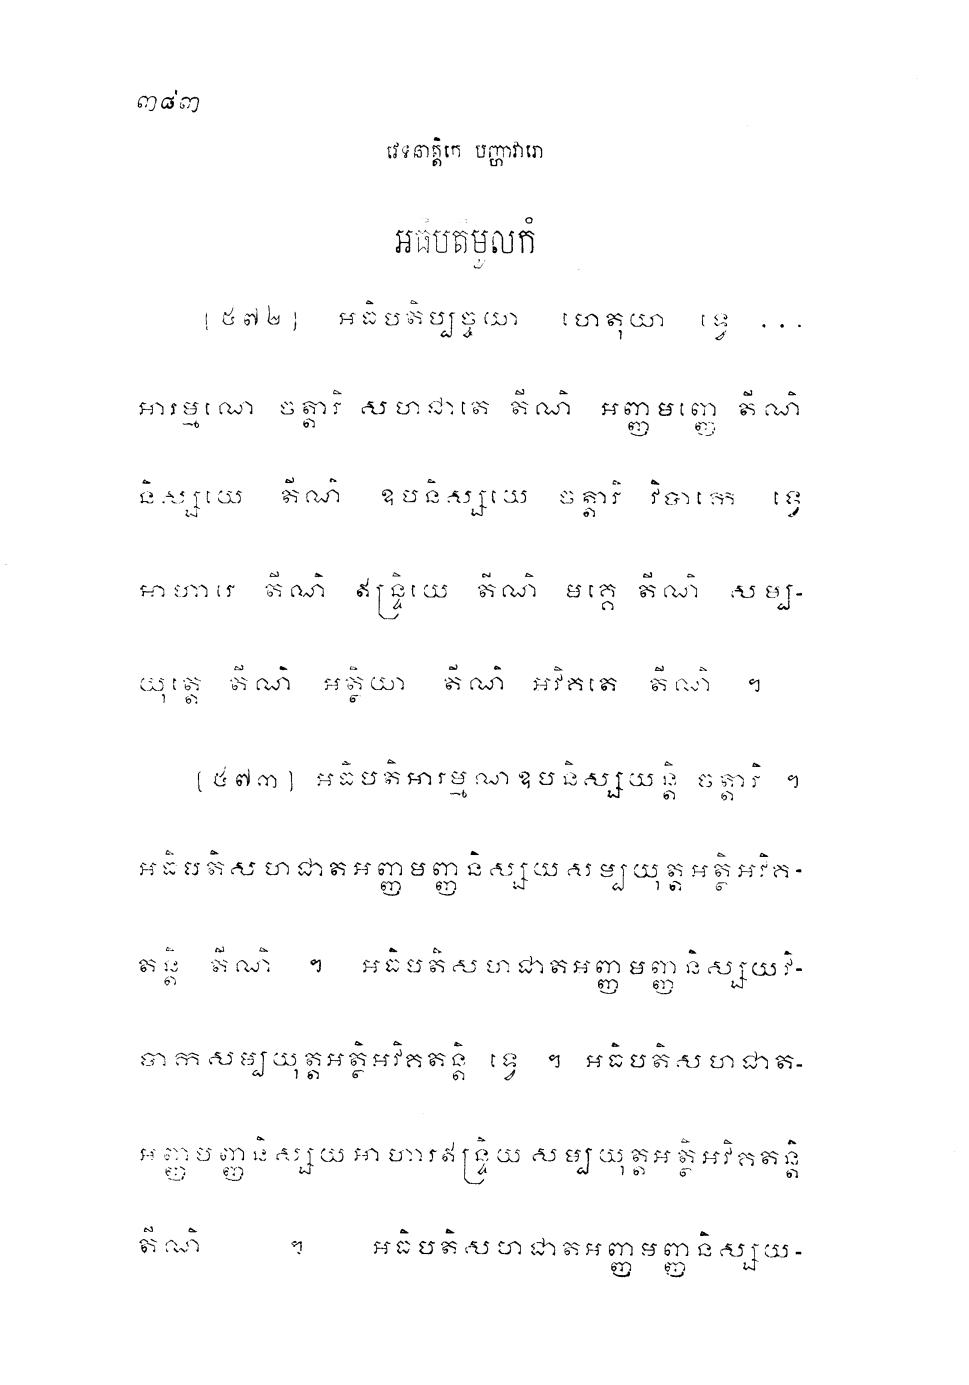 ៣៨៣
វេទនាត្តិកេ បញ្ហាវារោ
អធិបតិមូលកំ
[៥៧២] អធិបតិប្បច្ចយា ហេតុយា ទ្វេ ...
អារម្មណេ ចត្តារិ សហជាតេ តីណិ អញ្ញមញ្ញេ តីណិ
និស្សយេ តីណិ ឧបនិស្សយេ ចត្តារិ វិបាកេ ទ្វេ
អាហារេ តីណិ ឥន្ទ្រិយេ តីណិ មគ្គេ តីណិ សម្ប-
យុត្តេ តីណិ អត្ថិយា តីណិ អវិគតេ តីណិ ។
[៥៧៣] អធិបតិអារម្មណឧបនិស្សយន្តិ ចត្តារិ ។
អធិបតិសហជាតអញ្ញមញ្ញនិស្សយសម្បយុត្តអត្ថិអវិគ-
តន្តិ តីណិ ។ អធិបតិសហជាតអញ្ញមញ្ញនិស្សយវិ-
បាកសម្បយុត្តអត្ថិអវិគតន្តិ ទ្វេ ។ អធិបតិសហជាត-
អញ្ញមញ្ញនិស្សយអាហារឥន្ទ្រិយសម្បយុត្តអត្ថិអវិគតន្តិ
តីណិ ។ អធិបតិសហជាតអញ្ញមញ្ញនិស្សយ-